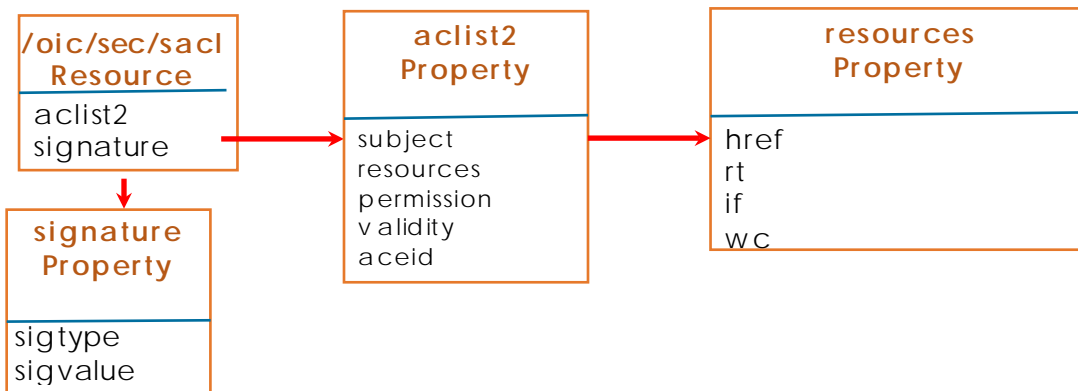 /oic/sec/sacl
Resource
aclist2
signature
signature
Property
sigtype
sigvalue
aclist2
Property
subject
resources
permission
validity
aceid
resources
Property
href
rt
if
wc